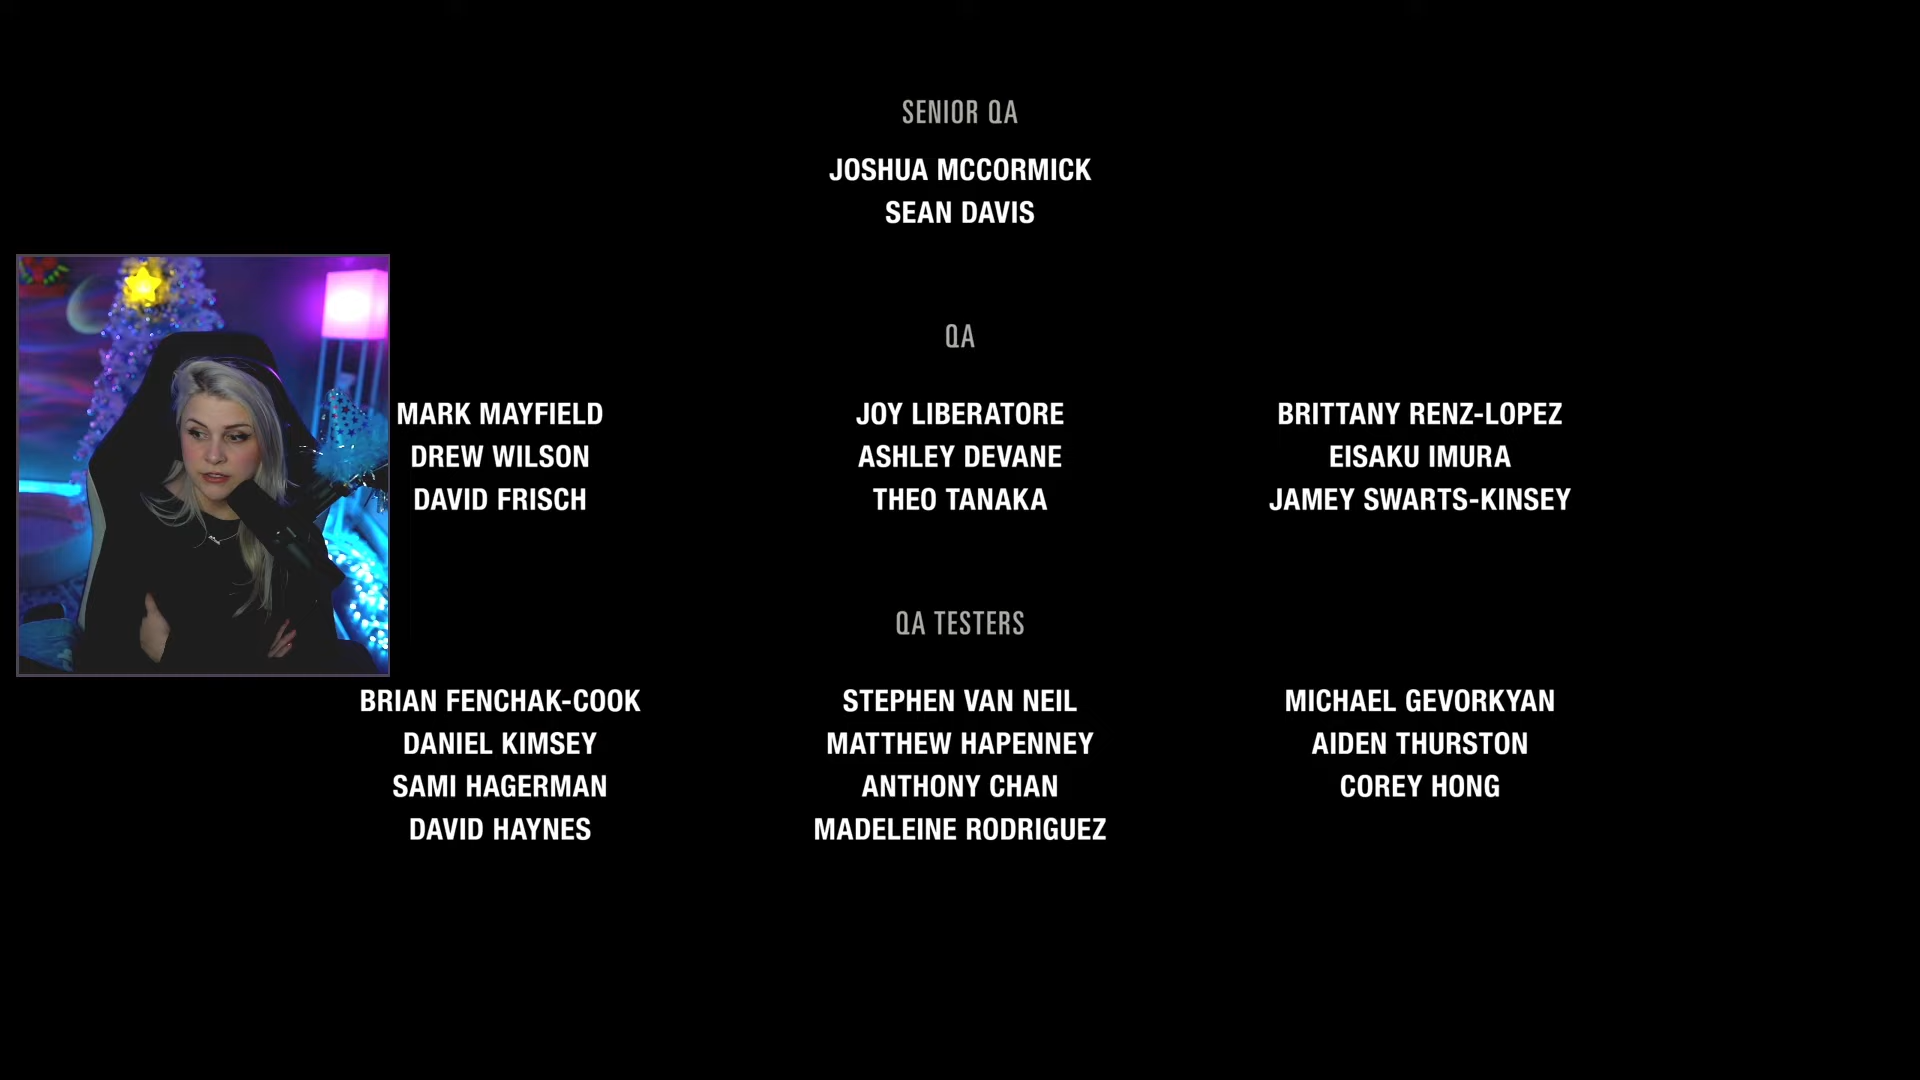 SENIOR QA
JOSHUA MCCORMICK
SEAN DAVIS
QA
MARK MAYFIELD JOY LIBERATORE BRITTANY RENZ-LOPEZ
DREW WILSON ASHLEY DEVANE EISAKU IMURA
DAVID FRISCH THEO TANAKA JAMEY SWARTS-KINSEY
QA TESTERS
BRIAN FENCHAK-COOK STEPHEN VAN NEIL MICHAEL GEVORKYAN
DANIEL KIMSEY MATTHEW HAPENNEY AIDEN THURSTON
SAMI HAGERMAN ANTHONY CHAN COREY HONG
DAVID HAYNES MADELEINE RODRIGUEZ